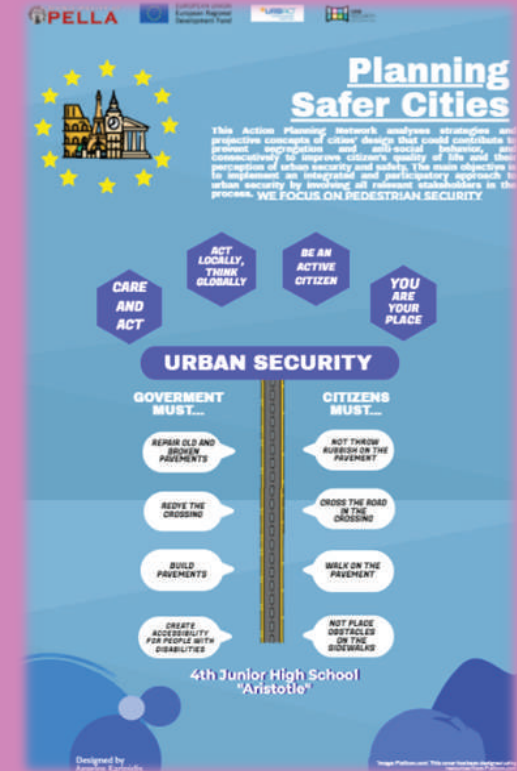 PELLA
EUROPEAN UNION
European Regional
Development Fund
URBACT
Planning
Safer Cities
This Action Planning Network analyses strategies and
projective concepts of cities' design that could contribute to
prevent segregation and anti-social behavior, and
consecutively to improve citizen's quality of life and their
perception of urban security and safety. The main objective is
to implement an integrated and participatory approach to
urban security by involving all relevant stakeholders in the
process. WE FOCUS ON PEDESTRIAN SECURITY
ACT
LOCALLY,
THINK
GLOBALLY
BE AN
ACTIVE
CITIZEN
CARE
AND
ACT
YOU
ARE
YOUR
PLACE
URBAN SECURITY
GOVERMENT
MUST...
REPAIR OLD AND
BROKEN
PAVEMENTS
REDYE THE
CROSSING
BUILD
PAVEMENTS
CREATE
ACCESSIBILITY
FOR PEOPLE WITH
DISABILITIES
CITIZENS
MUST...
NOT THROW
RUBBISH ON THE
PAVEMENT
CROSS THE ROAD
IN THE
CROSSING
WALK ON THE
PAVEMENT
NOT PLACE
OBSTACLES
ON THE
SIDEWALKS
4th Junior High School
"Aristotle"
Designed by